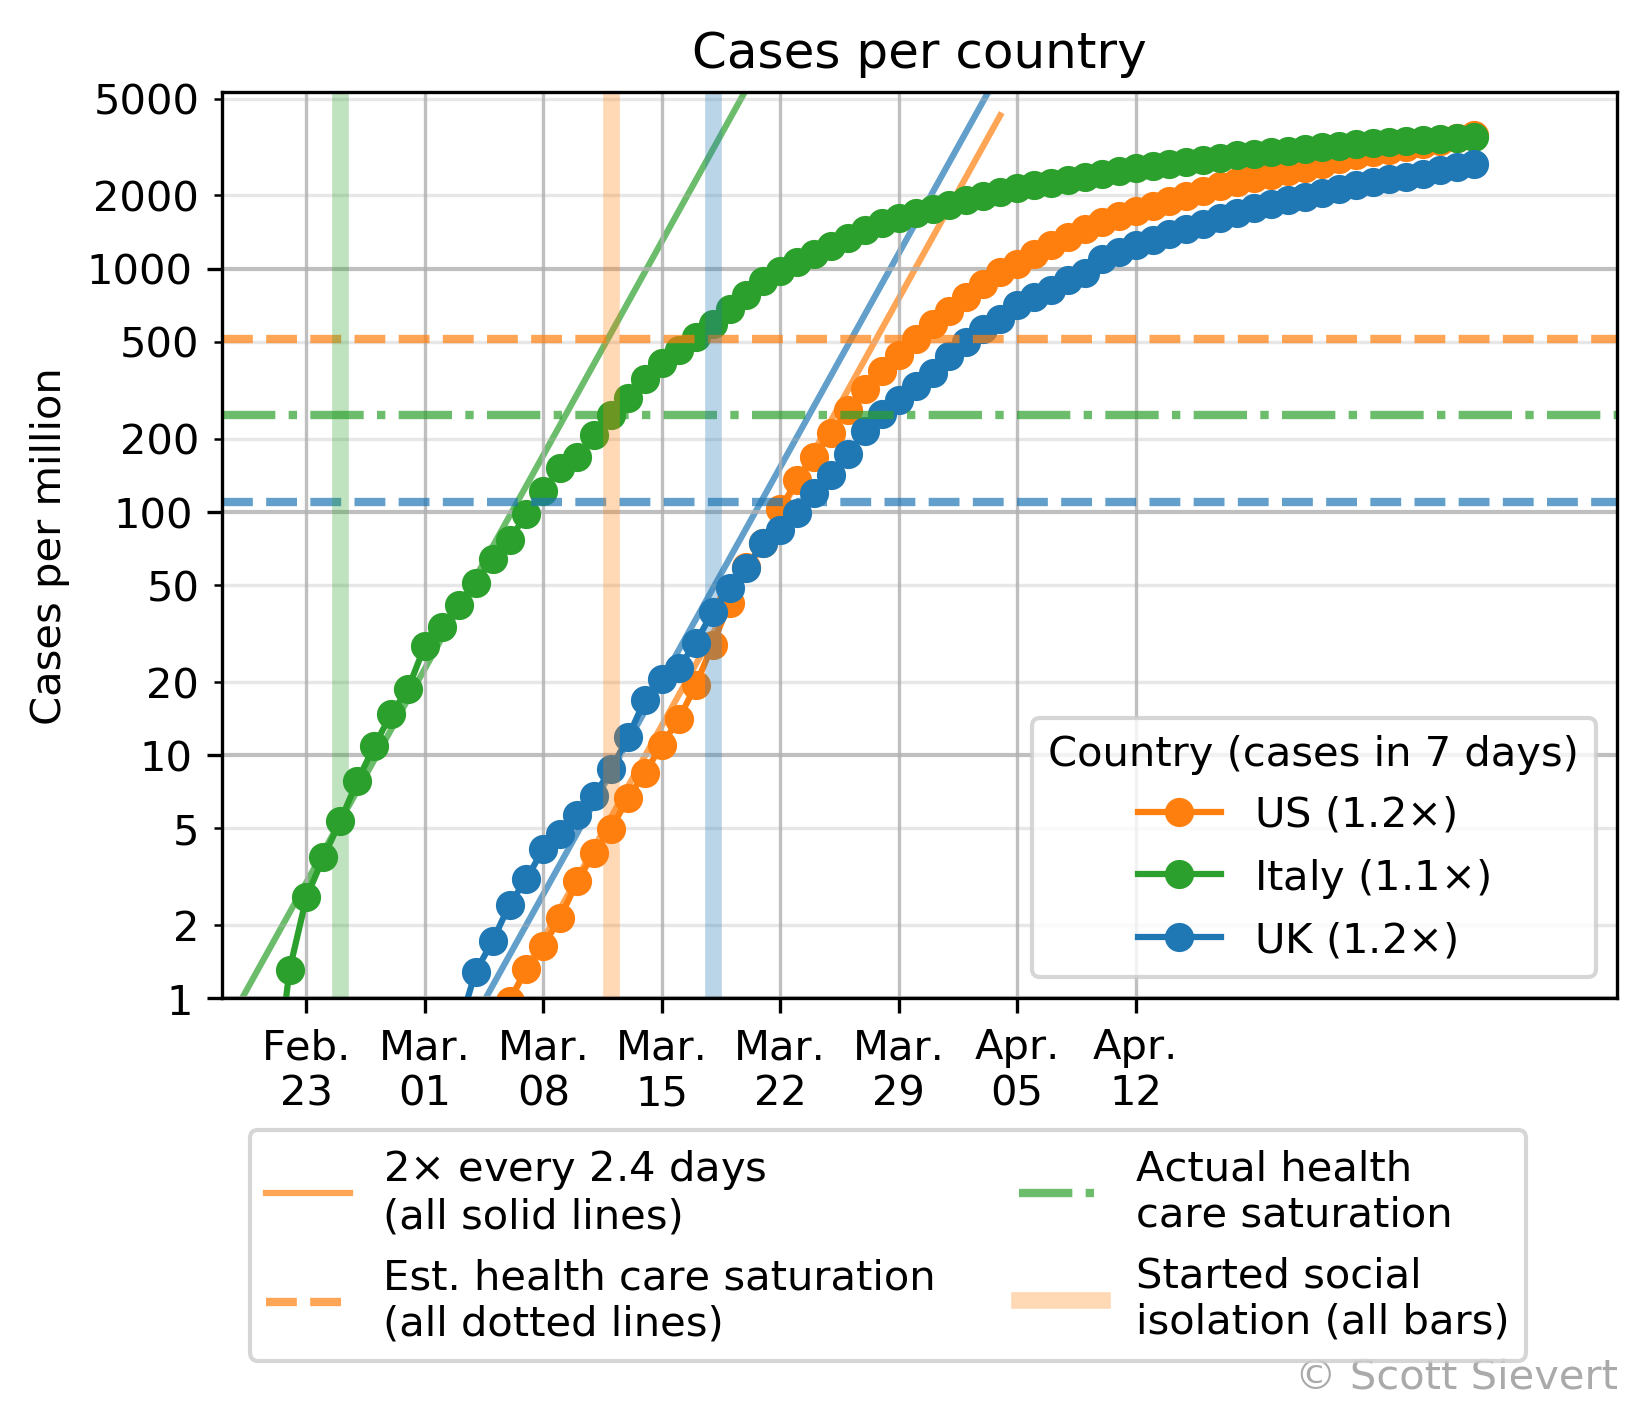 Cases per country
5000
2000
1000
500
200
100
50
20
10
5
2
1
Cases per million
Country (cases in 7 days)
US (1.2×)
Italy (1.1×)
UK (1.2×)
Feb.
23
Mar.
01
Mar.
08
Mar.
15
Mar.
22
Mar.
29
Apr.
05
Apr.
12
2× every 2.4 days
(all solid lines)
Est. health care saturation
(all dotted lines)
Actual health
care saturation
Started social
isolation (all bars)
© Scott Sievert